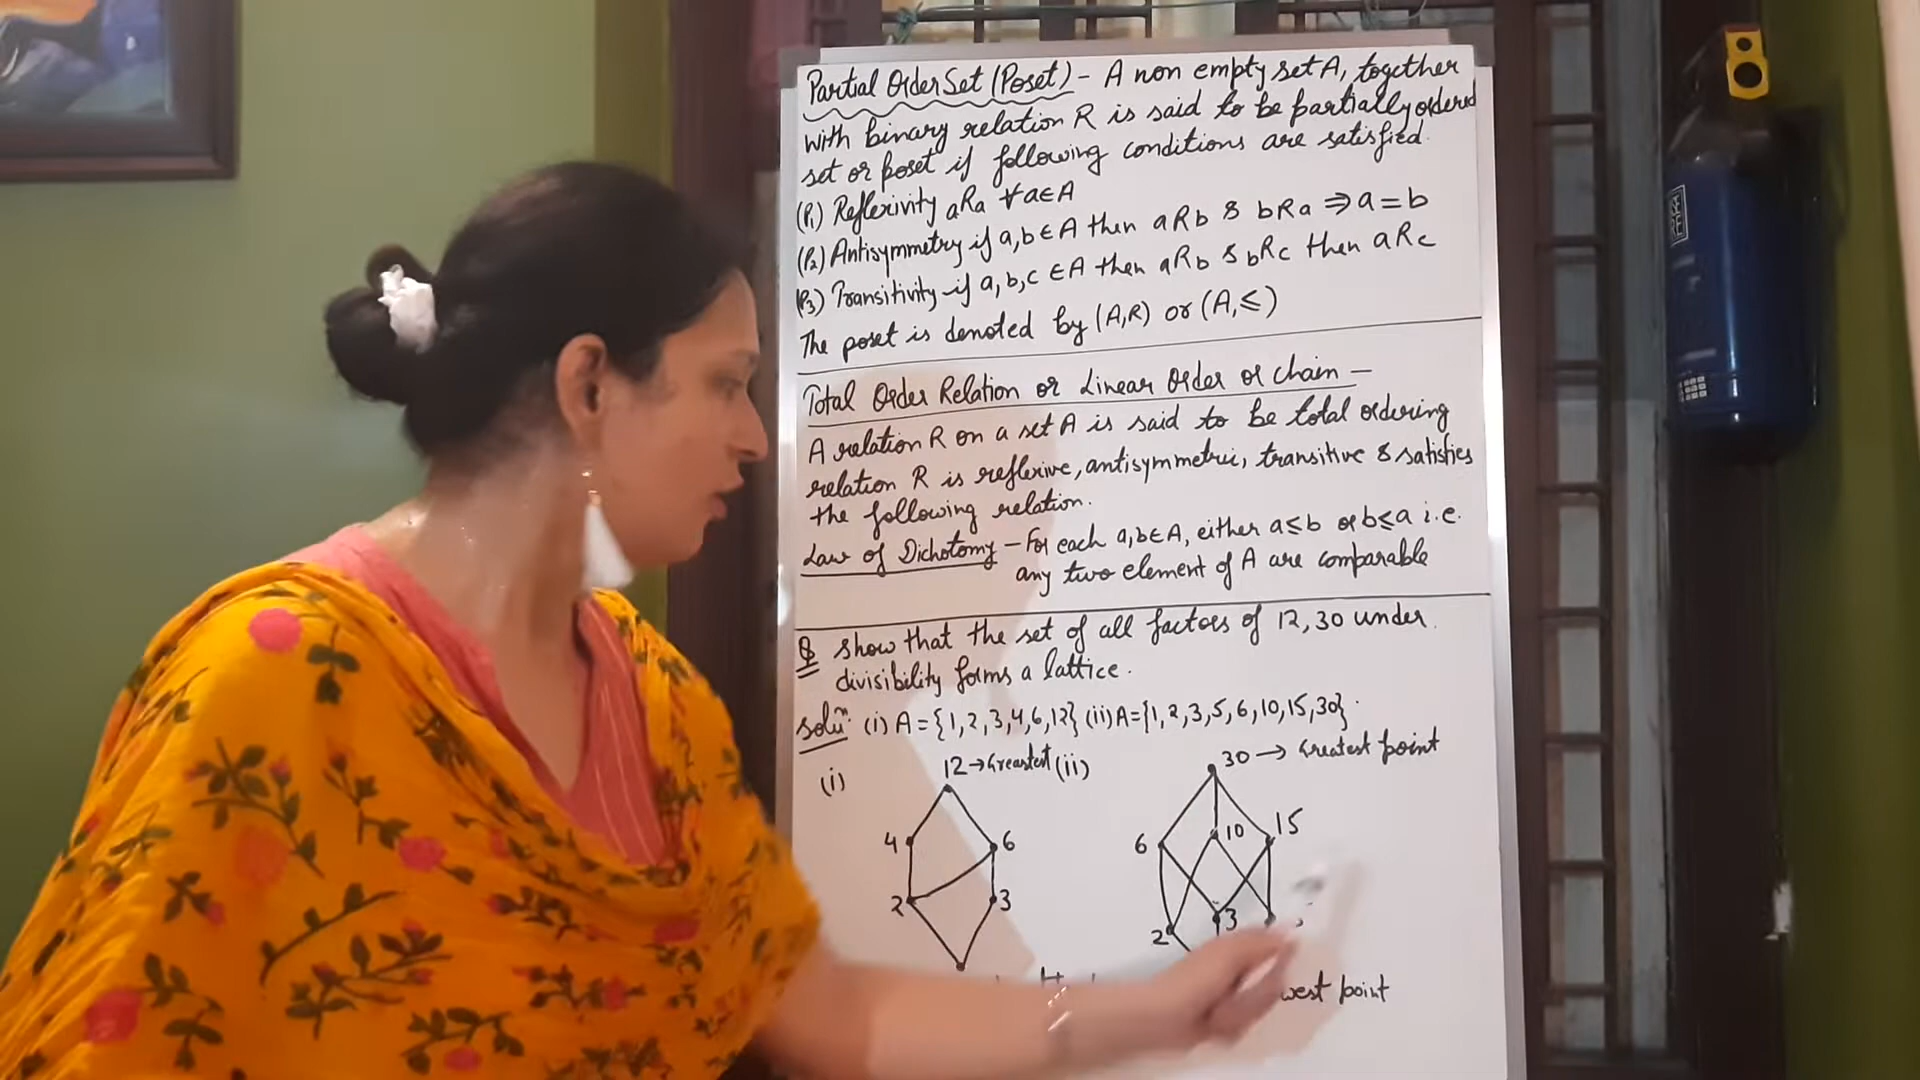 Partial Order Set (Poset) - A non empty set A, together
with binary relation R is said to be partially ordered
set or poset if following conditions are satisfied.
(P1) Reflexivity aRa ∀a∈A
(P2) Antisymmetry if a,b∈A then aRb & bRa ⇒ a=b
(P3) Transitivity if a,b,c ∈A then aRb & bRc then aRc
The poset is denoted by (A,R) or (A,≤)
Total Order Relation or Linear Order or chain -
A relation R on a set A is said to be total ordering
relation R is reflexive, antisymmetric, transitive & satisfies
the following relation.
Law of Dichotomy - For each a,b∈A, either a≤b or b≤a i.e.
any two element of A are comparable
Q Show that the set of all factors of 12, 30 under
divisibility forms a lattice.
Soluⁿ. (i) A = {1,2,3,4,6,12} (ii) A={1,2,3,5,6,10,15,30}.
(i) 12→Greastest (ii) 30 → Greatest point
4 6 6 10 15
2 3 2 3
west point